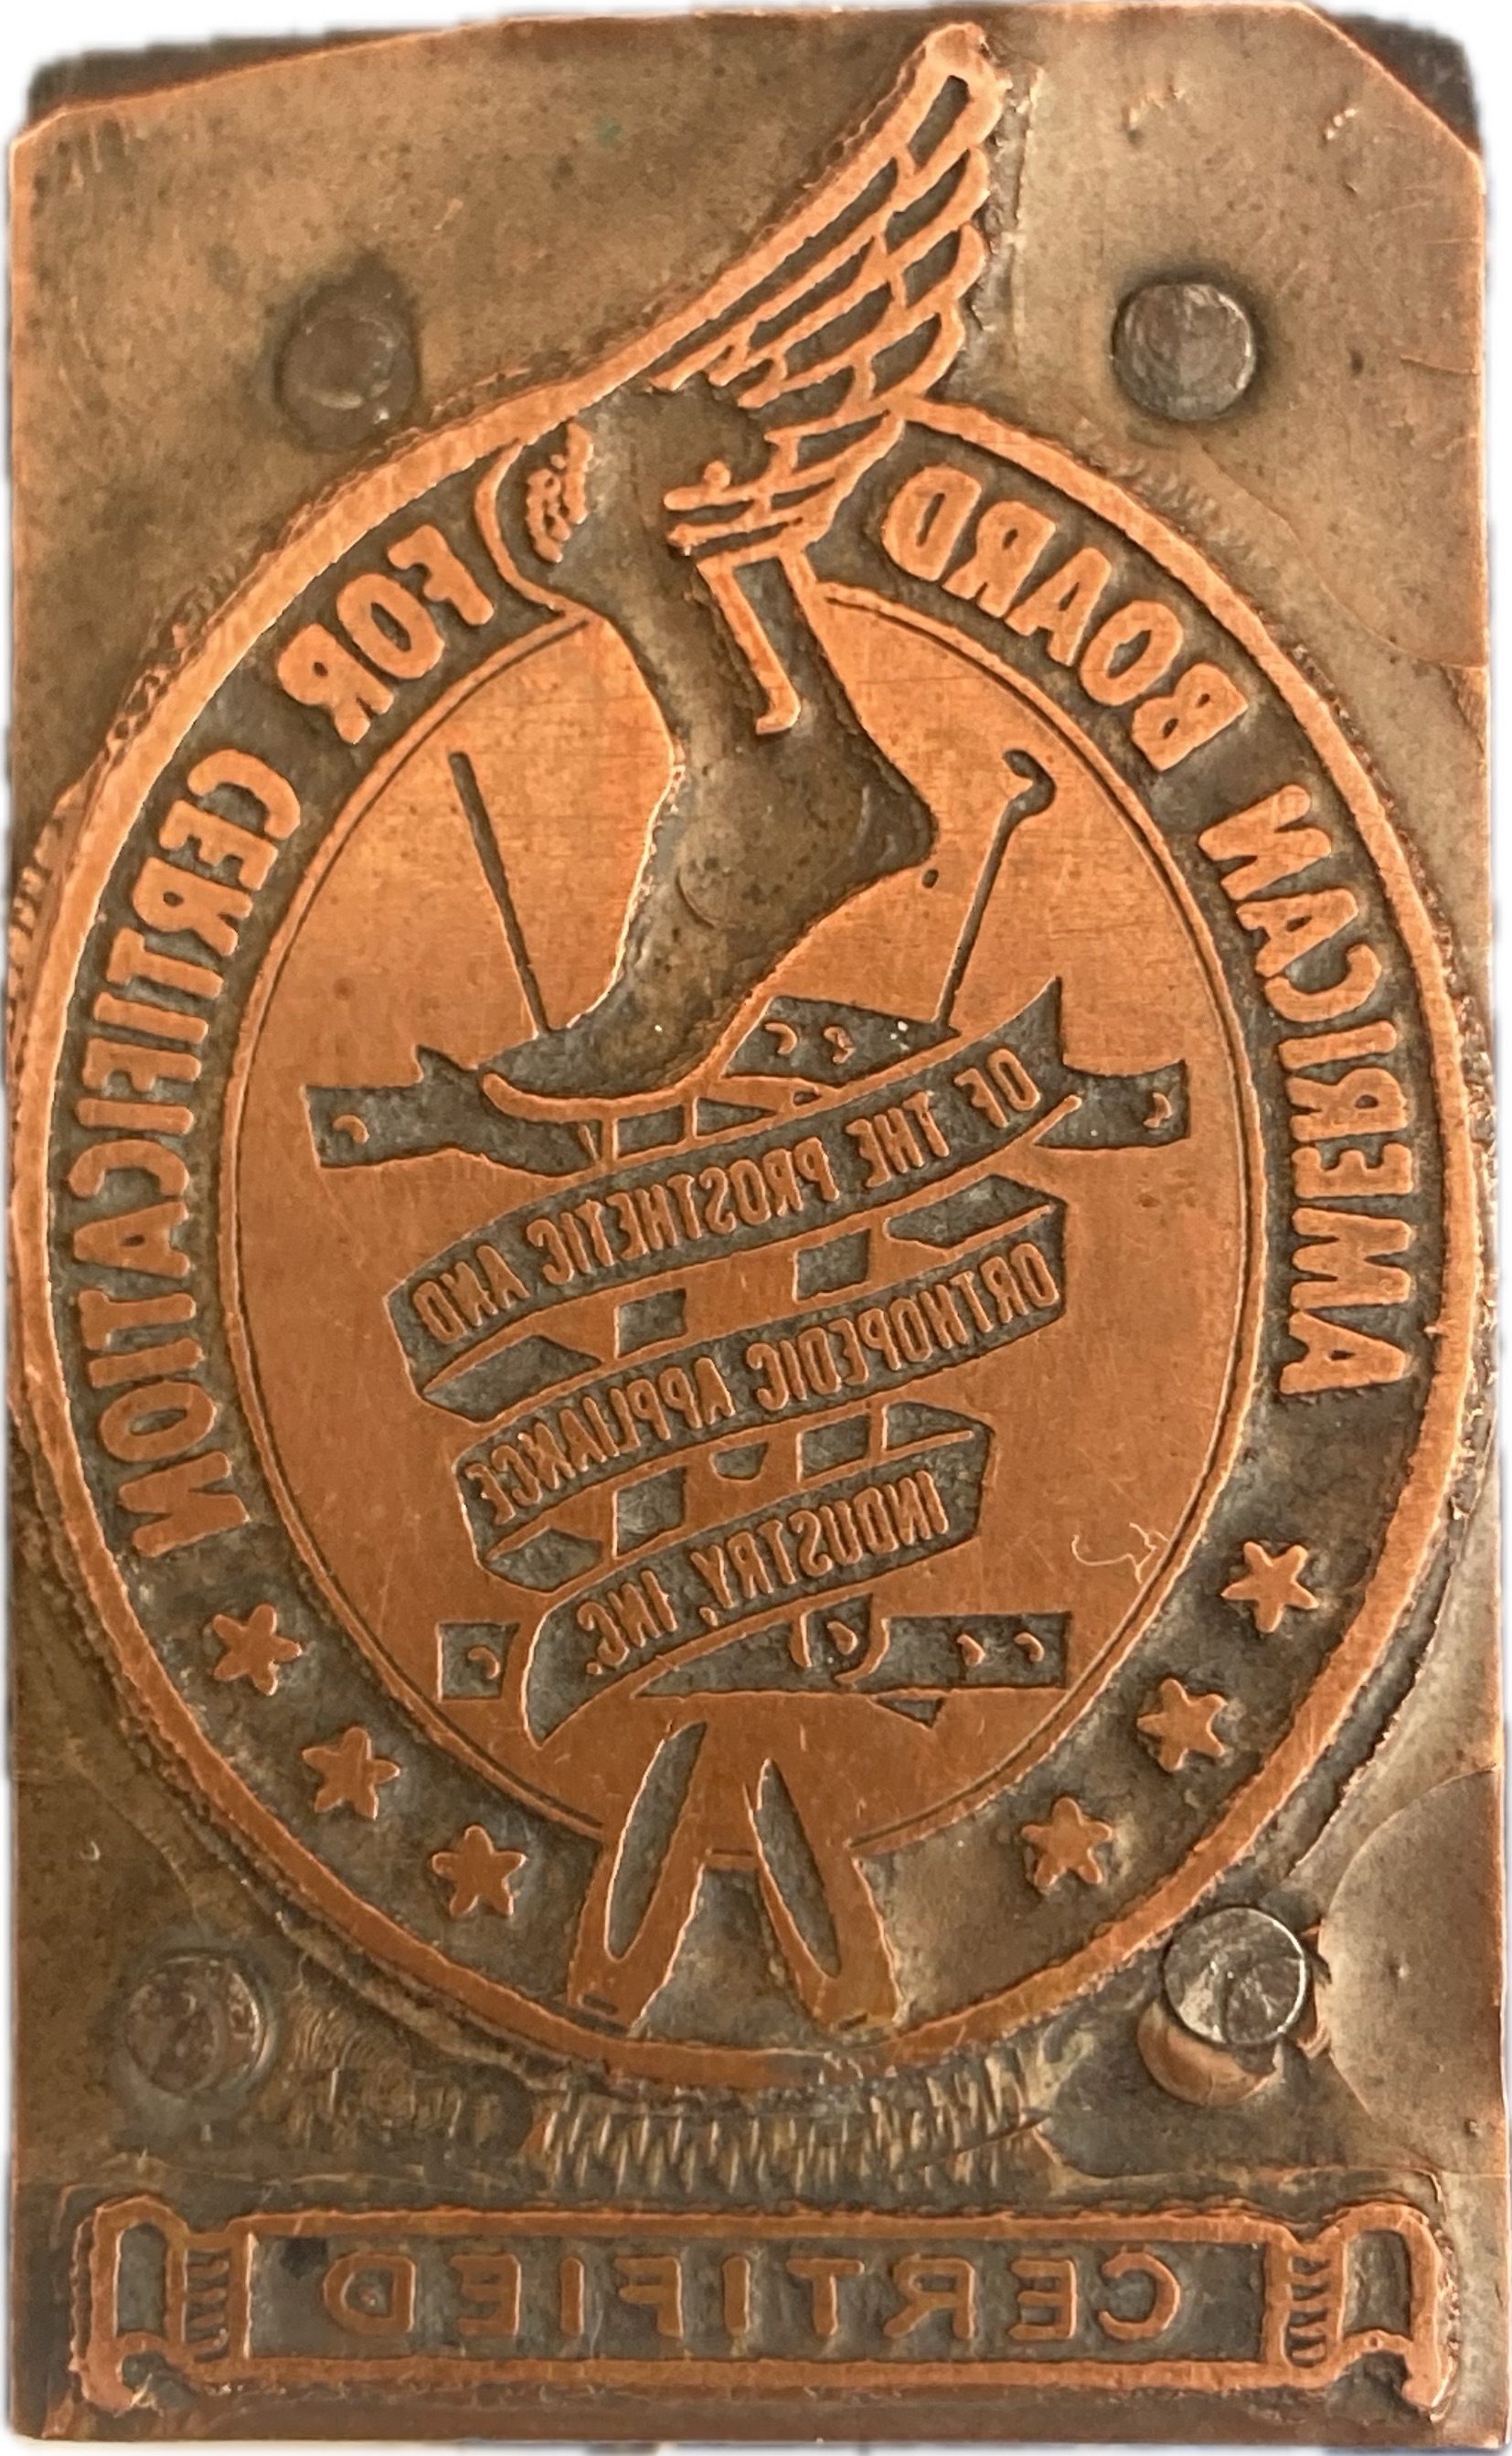 AMERICAN BOARD FOR CERTIFICATION
OF THE PROSTHETIC AND
ORTHOPEDIC APPLIANCE
INDUSTRY, INC.
CERTIFIED